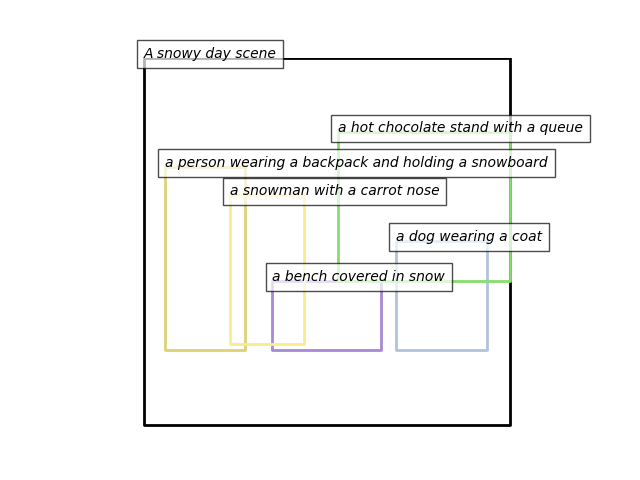 A snowy day scene
a hot chocolate stand with a queue
a person wearing a backpack and holding a snowboard
a snowman with a carrot nose
a dog wearing a coat
a bench covered in snow